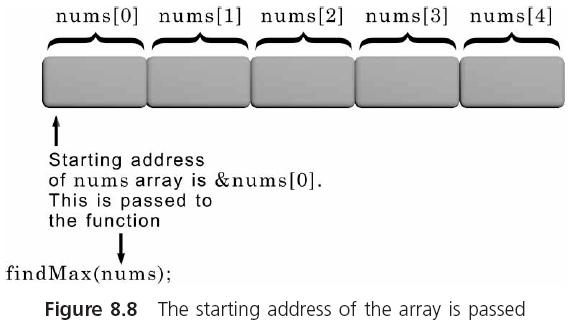 nums[0] nums[1] nums[2] nums[3] nums[4]
Starting address
of nums array is &nums[0].
This is passed to
the function
findMax(nums);
Figure 8.8 The starting address of the array is passed